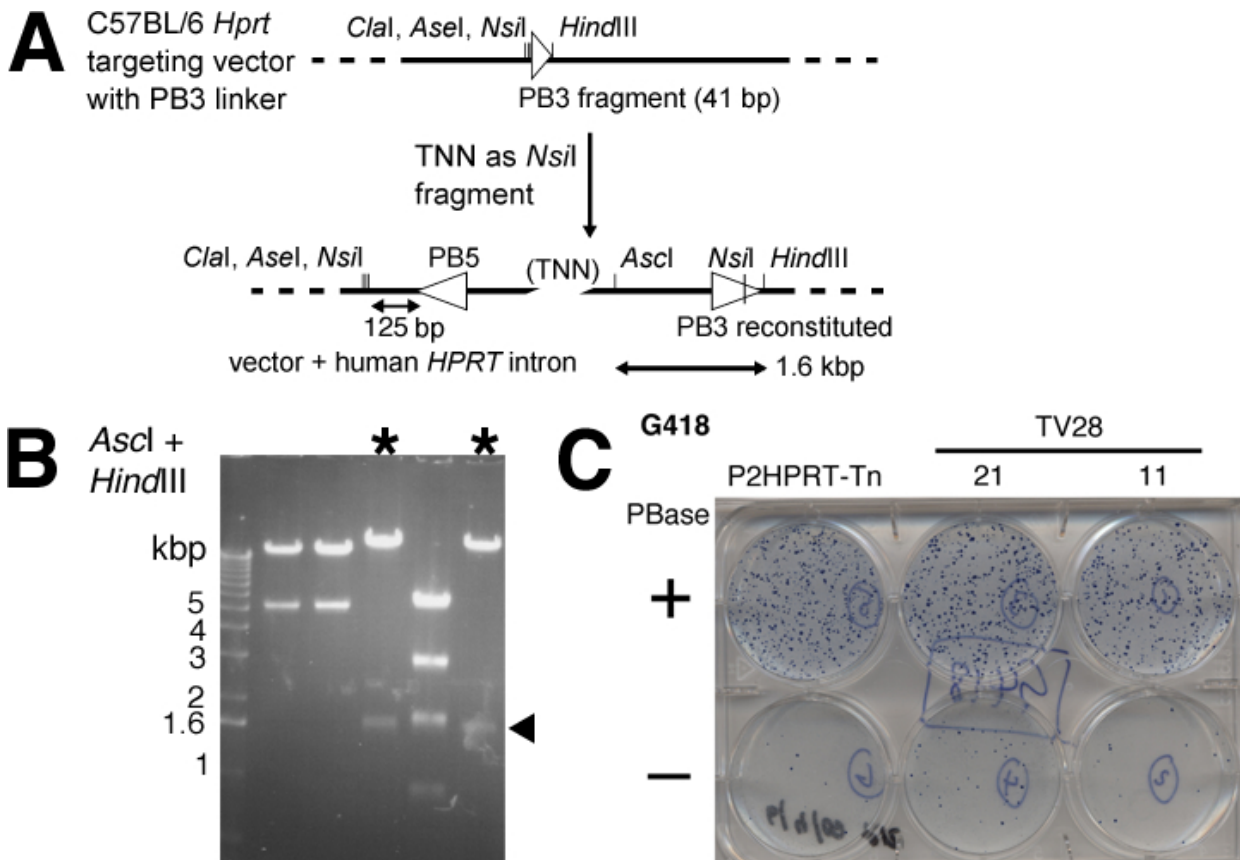 A
C57BL/6 Hprt
targeting vector
with PB3 linker
ClaI, AseI, NsiI HindIII
PB3 fragment (41 bp)
TNN as NsiI
fragment
ClaI, AseI, NsiI PB5 (TNN) AscI NsiI HindIII
125 bp PB3 reconstituted
vector + human HPRT intron 1.6 kbp
B
AscI +
HindIII
* *
kbp
5
4
3
2
1.6
1
C
G418 TV28
P2HPRT-Tn 21 11
PBase
+
−